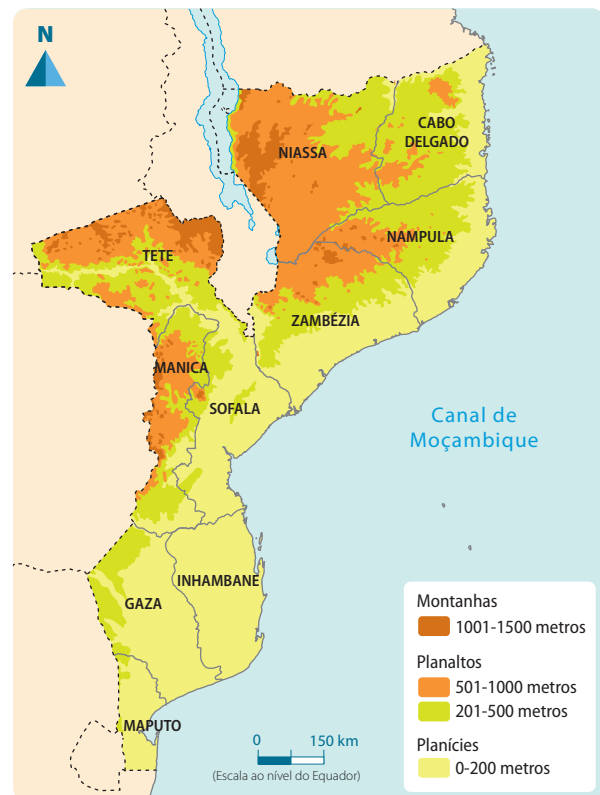 N
CABO
DELGADO
NIASSA
NAMPULA
TETE
ZAMBÉZIA
MANICA
SOFALA
Canal de
Moçambique
INHAMBANE
GAZA
MAPUTO
0 150 km
(Escala ao nível do Equador)
Montanhas
1001-1500 metros
Planaltos
501-1000 metros
201-500 metros
Planícies
0-200 metros